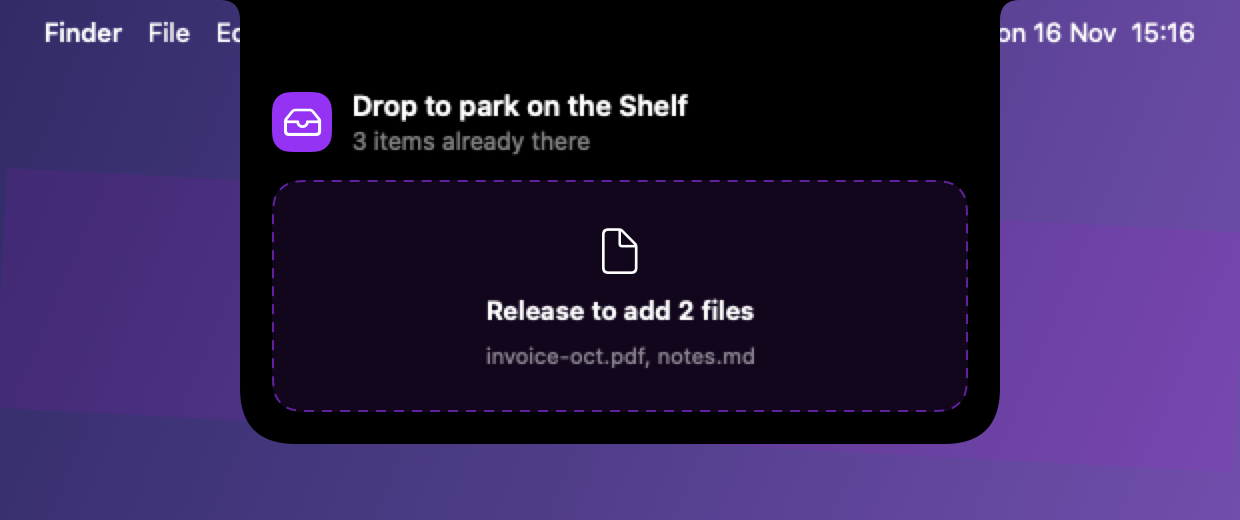 Finder File
16 Nov 15:16
Drop to park on the Shelf
3 items already there
Release to add 2 files
invoice-oct.pdf, notes.md